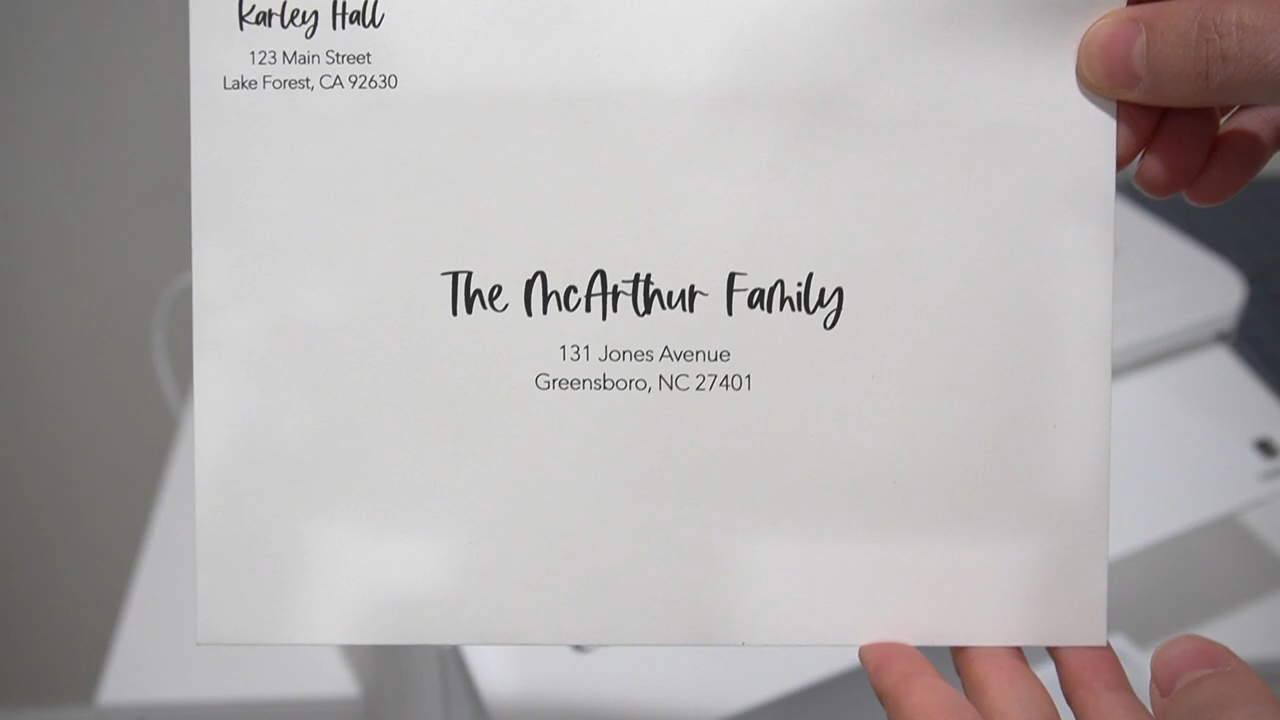 Karley Hall
123 Main Street
Lake Forest, CA 92630
The McArthur Family
131 Jones Avenue
Greensboro, NC 27401